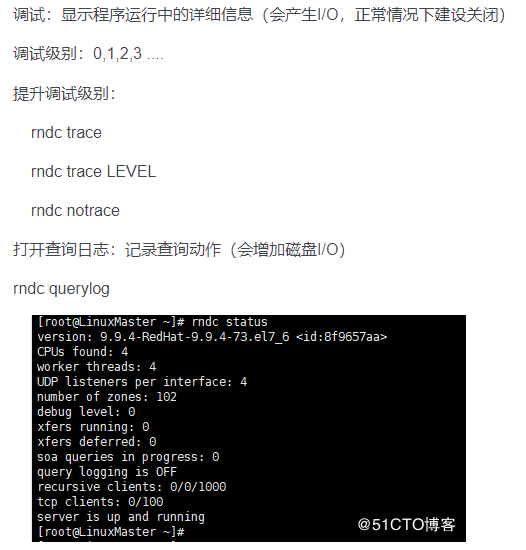 调试：显示程序运行中的详细信息（会产生I/O，正常情况下建设关闭）
调试级别：0,1,2,3 ....
提升调试级别：
rndc trace
rndc trace LEVEL
rndc notrace
打开查询日志：记录查询动作（会增加磁盘I/O）
rndc querylog
[root@LinuxMaster ~]# rndc status
version: 9.9.4-RedHat-9.9.4-73.el7_6 <id:8f9657aa>
CPUs found: 4
worker threads: 4
UDP listeners per interface: 4
number of zones: 102
debug level: 0
xfers running: 0
xfers deferred: 0
soa queries in progress: 0
query logging is OFF
recursive clients: 0/0/1000
tcp clients: 0/100
server is up and running
[root@LinuxMaster ~]#
@51CTO博客